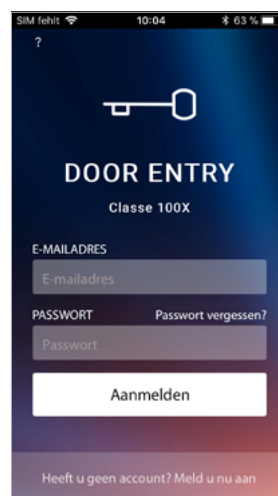 SIM fehlt 10:04 63 %
?
DOOR ENTRY
Classe 100X
E-MAILADRES
E-mailadres
PASSWORT Passwort vergessen?
Passwort
Aanmelden
Heeft u geen account? Meld u nu aan